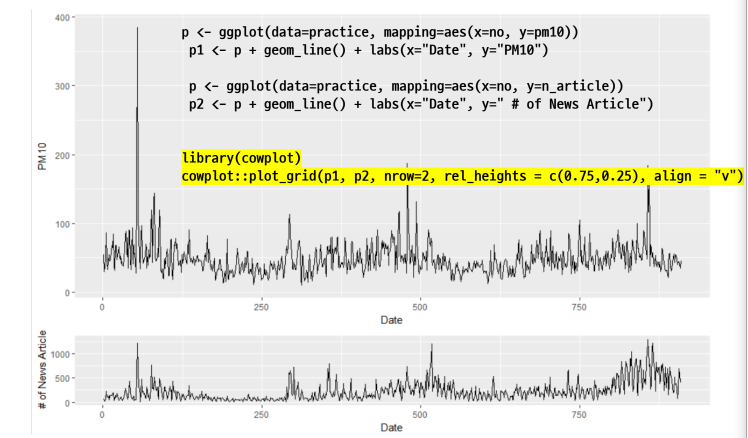 400
p <- ggplot(data=practice, mapping=aes(x=no, y=pm10))
p1 <- p + geom_line() + labs(x="Date", y="PM10")
300
p <- ggplot(data=practice, mapping=aes(x=no, y=n_article))
p2 <- p + geom_line() + labs(x="Date", y=" # of News Article")
PM10
200
library(cowplot)
cowplot::plot_grid(p1, p2, nrow=2, rel_heights = c(0.75,0.25), align = "v")
100
0
0 250 500 750
Date
# of News Article
1000
500
0
0 250 500 750
Date